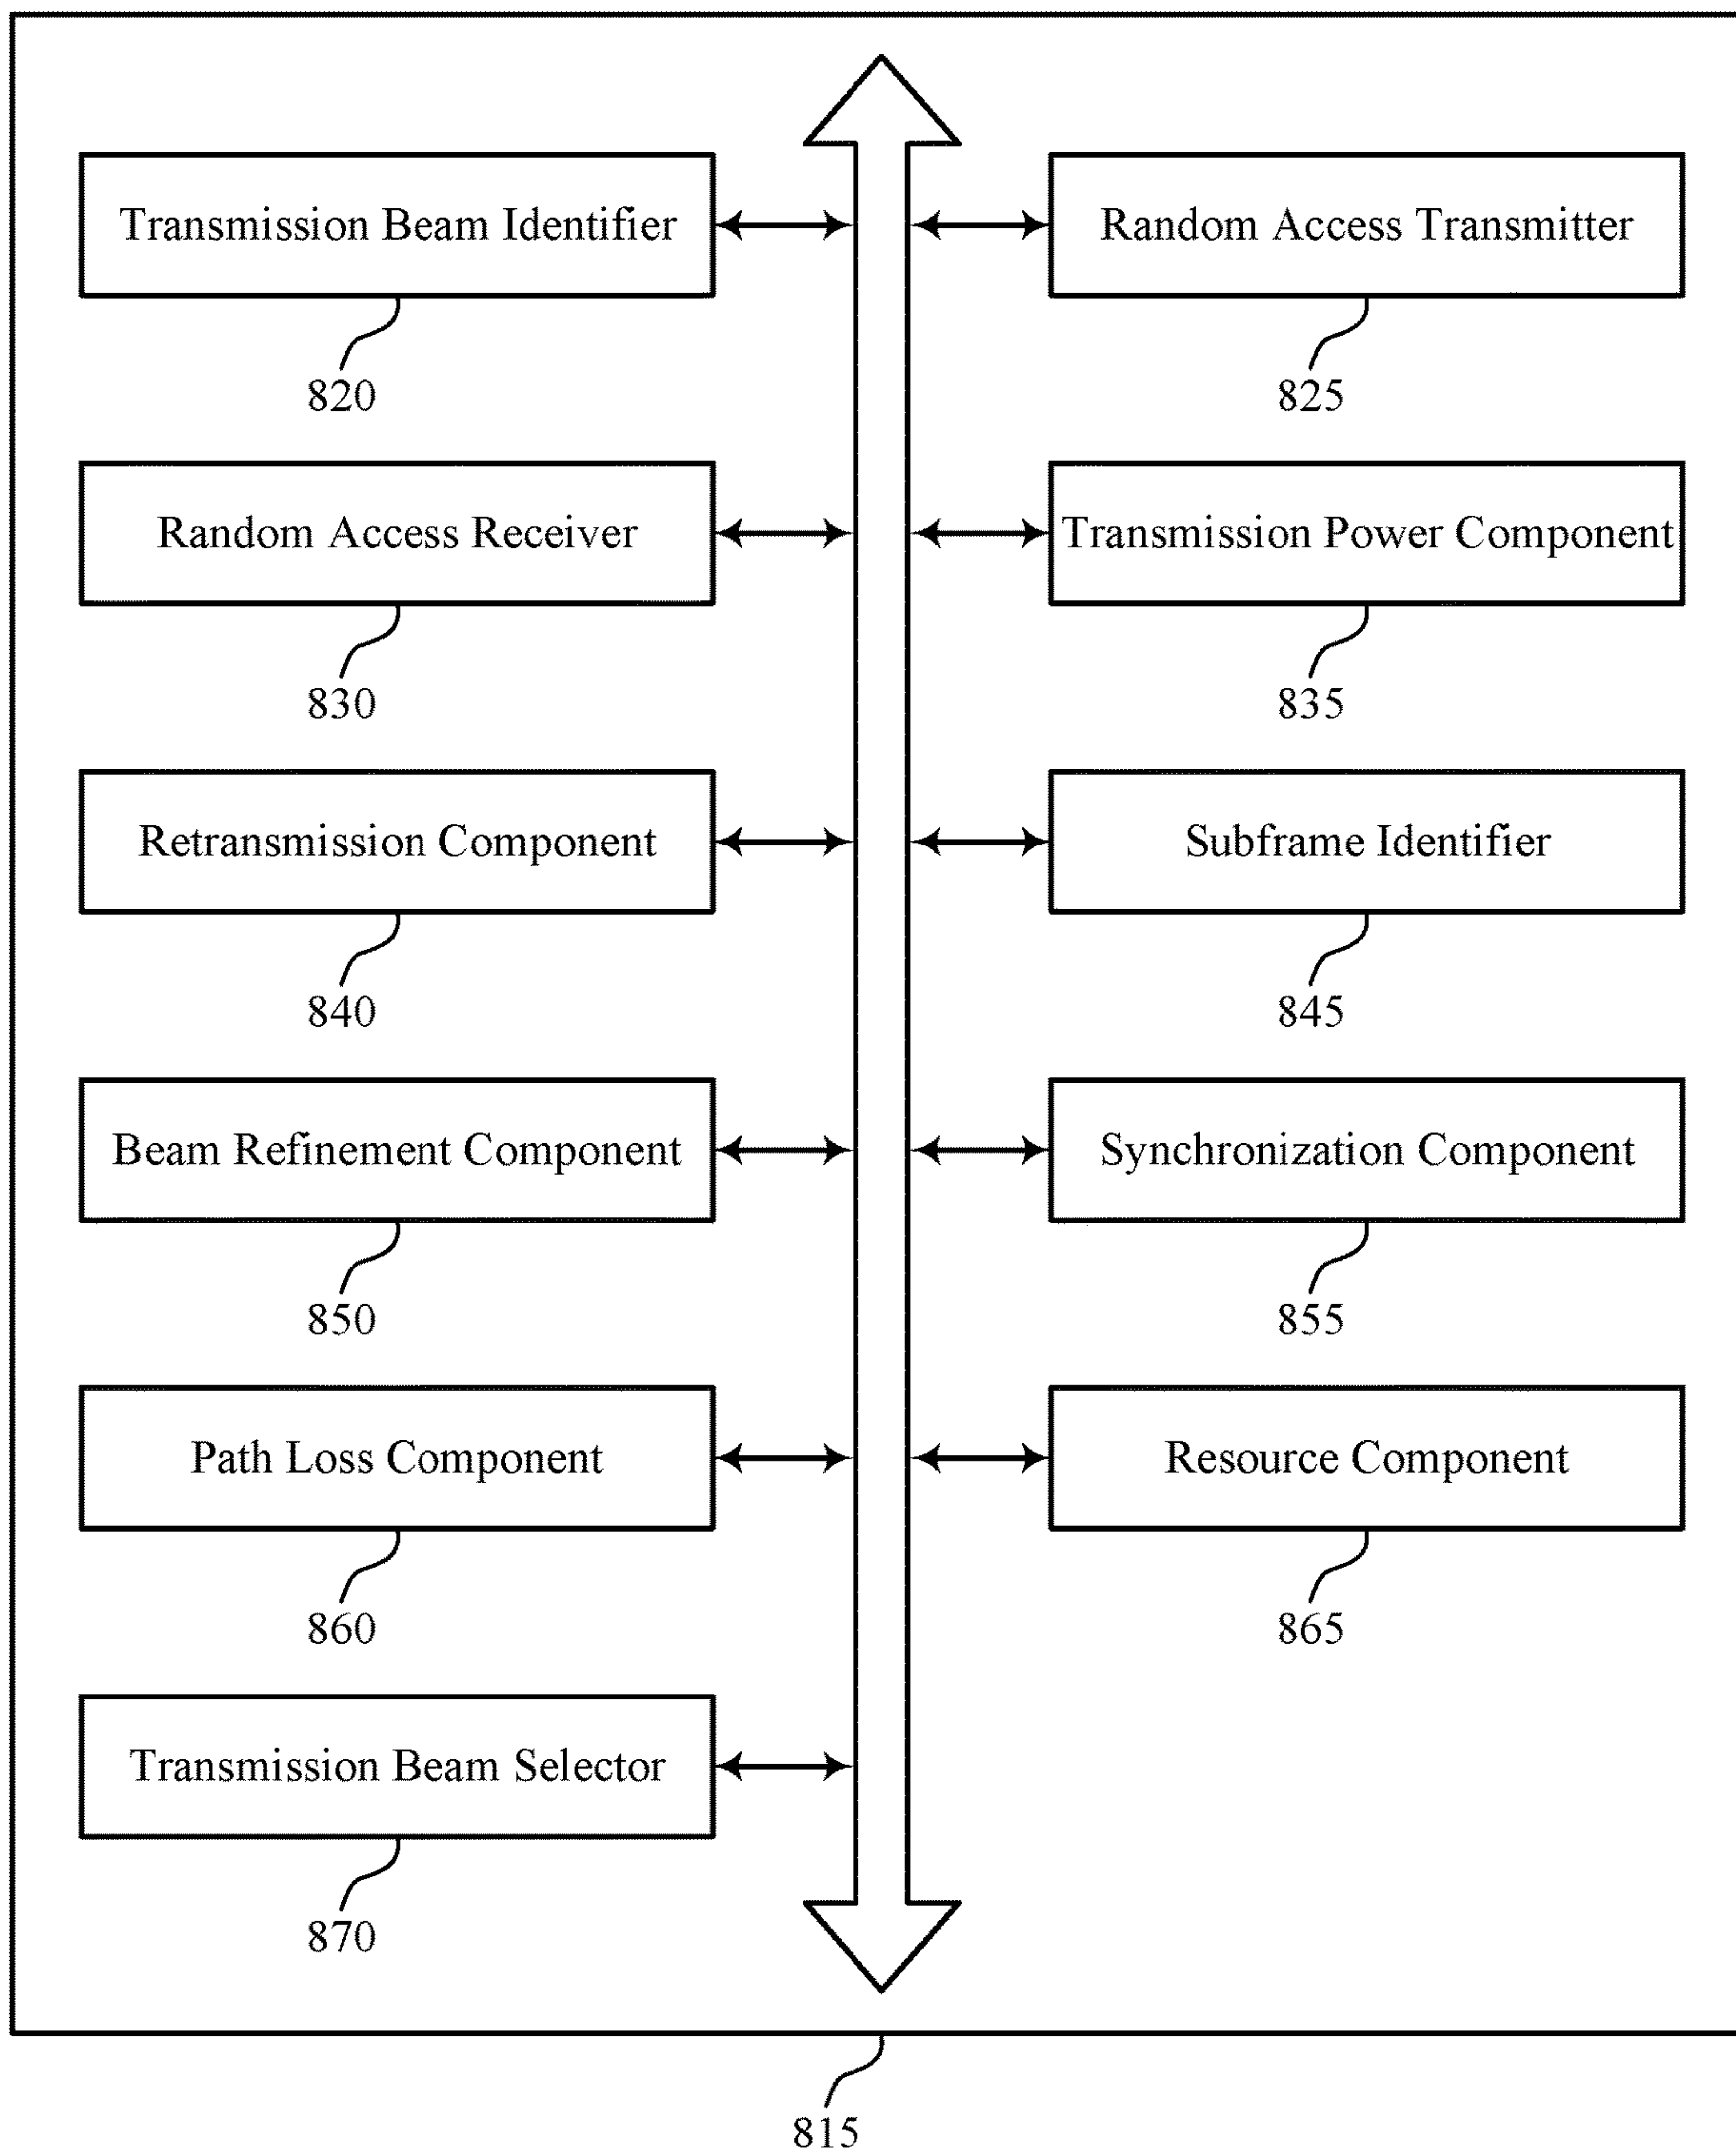 Transmission Beam Identifier
Random Access Transmitter
820
825
Random Access Receiver
Transmission Power Component
830
835
Retransmission Component
Subframe Identifier
840
845
Beam Refinement Component
Synchronization Component
850
855
Path Loss Component
Resource Component
860
865
Transmission Beam Selector
870
815